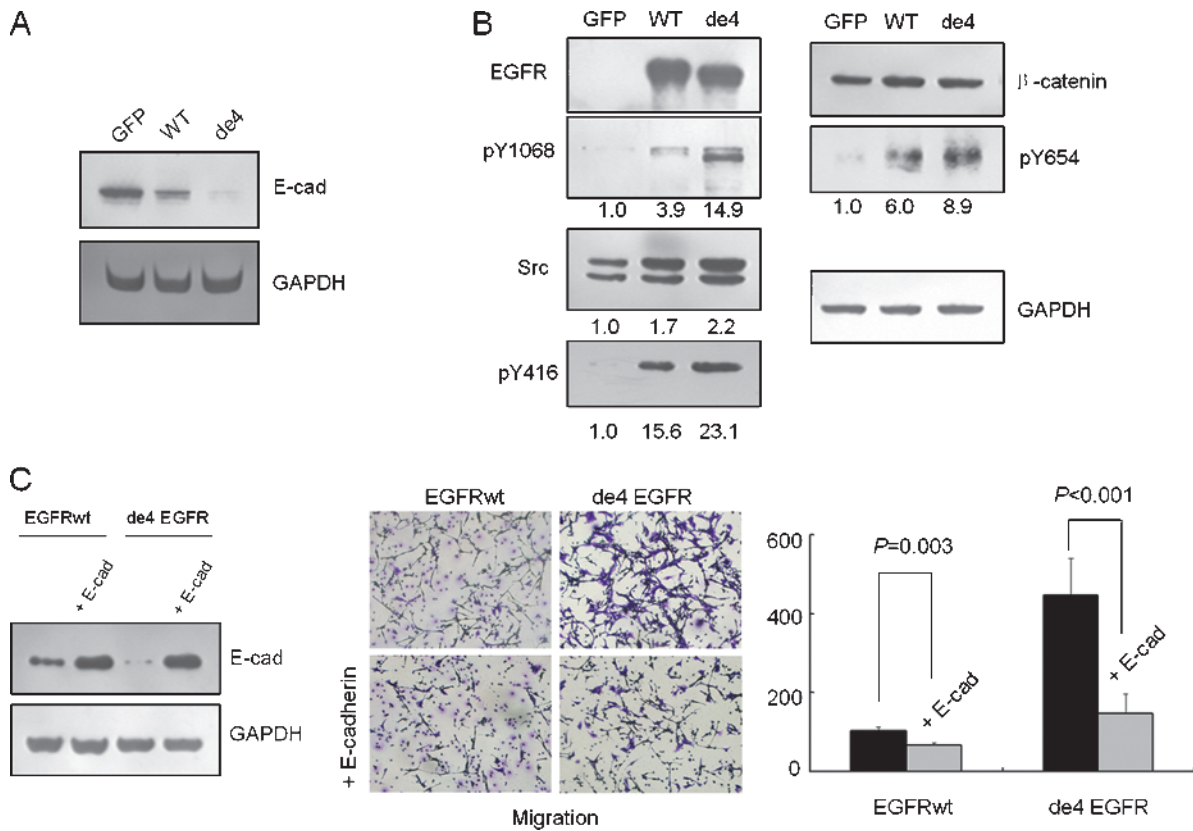 A
GFP WT de4
E-cad
GAPDH
B
GFP WT de4
EGFR
pY1068
1.0 3.9 14.9
Src
1.0 1.7 2.2
pY416
1.0 15.6 23.1
GFP WT de4
β-catenin
pY654
1.0 6.0 8.9
GAPDH
C
EGFRwt de4 EGFR
+ E-cad + E-cad
E-cad
GAPDH
EGFRwt de4 EGFR
+ E-cadherin
Migration
P<0.001
P=0.003
600
400
200
0
+ E-cad
+ E-cad
EGFRwt de4 EGFR